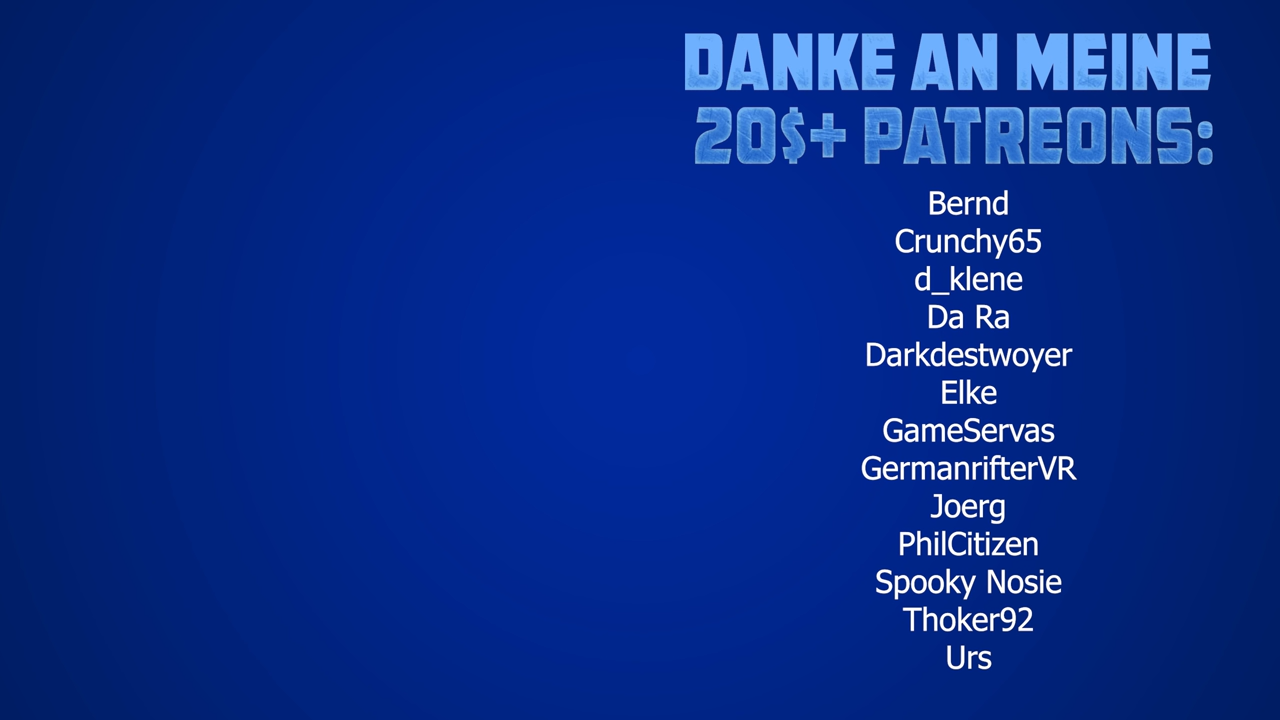 DANKE AN MEINE
20$+ PATREONS:
Bernd
Crunchy65
d_klene
Da Ra
Darkdestwoyer
Elke
GameServas
GermanrifterVR
Joerg
PhilCitizen
Spooky Nosie
Thoker92
Urs